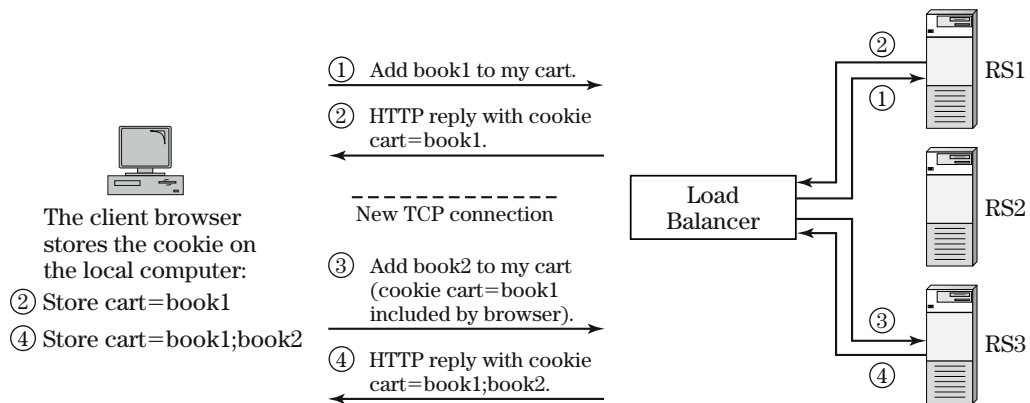 ① Add book1 to my cart.
② HTTP reply with cookie
cart=book1.
New TCP connection
③ Add book2 to my cart
(cookie cart=book1
included by browser).
④ HTTP reply with cookie
cart=book1;book2.
The client browser
stores the cookie on
the local computer:
② Store cart=book1
④ Store cart=book1;book2
Load
Balancer
②
①
RS1
RS2
③
④
RS3